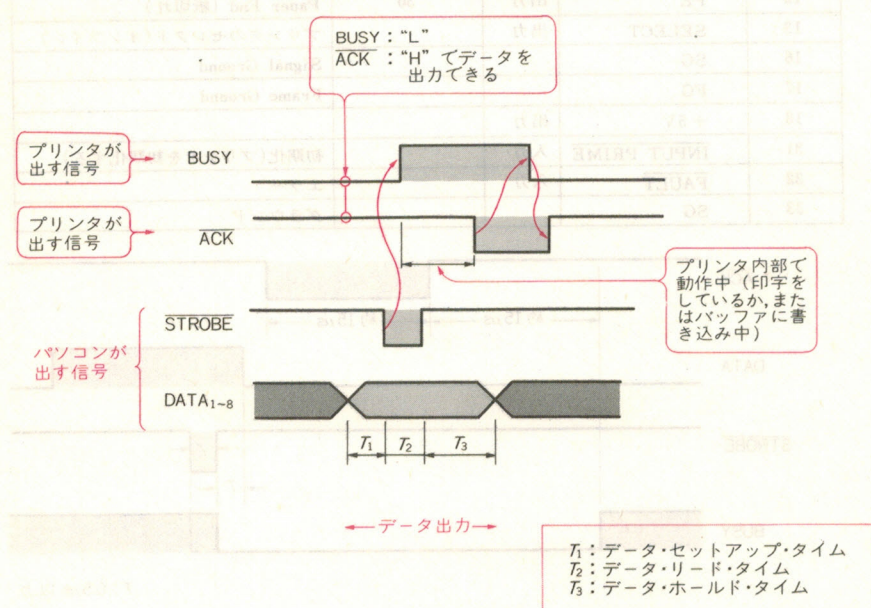 BUSY：“L”
ACK：“H”でデータを
出力できる
プリンタが
出す信号
BUSY
プリンタが
出す信号
ACK
プリンタ内部で
動作中（印字を
しているか,また
はバッファに書
き込み中）
STROBE
パソコンが
出す信号
DATA1~8
T1
T2
T3
データ出力
T1：データ・セットアップ・タイム
T2：データ・リード・タイム
T3：データ・ホールド・タイム